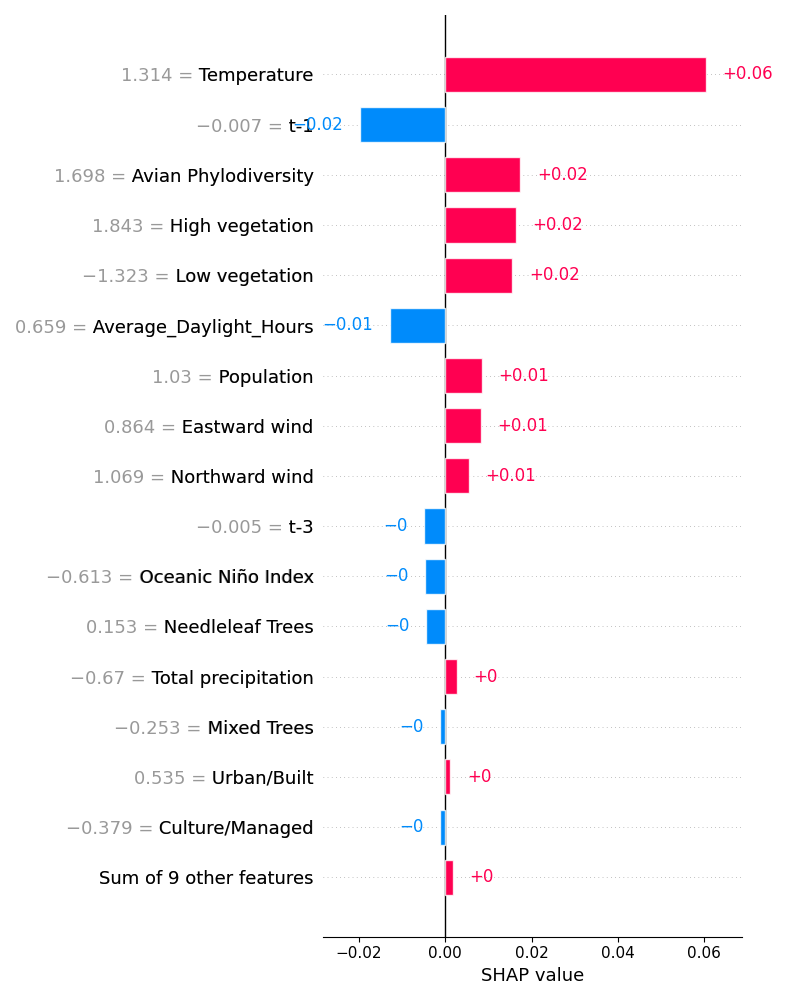 1.314 = Temperature +0.06
−0.007 = t-1 −0.02
1.698 = Avian Phylodiversity +0.02
1.843 = High vegetation +0.02
−1.323 = Low vegetation +0.02
0.659 = Average_Daylight_Hours −0.01
1.03 = Population +0.01
0.864 = Eastward wind +0.01
1.069 = Northward wind +0.01
−0.005 = t-3 −0
−0.613 = Oceanic Niño Index −0
0.153 = Needleleaf Trees −0
−0.67 = Total precipitation +0
−0.253 = Mixed Trees −0
0.535 = Urban/Built +0
−0.379 = Culture/Managed −0
Sum of 9 other features +0
−0.02 0.00 0.02 0.04 0.06
SHAP value